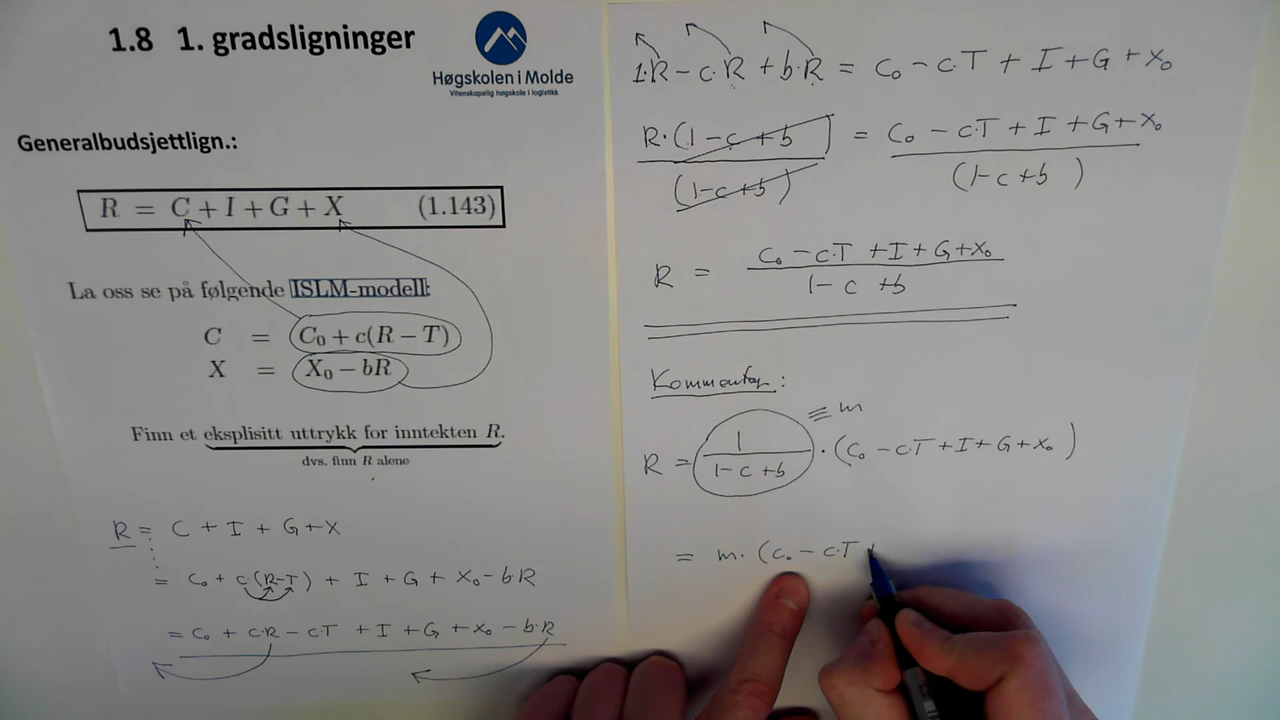 1.8 1. gradsligninger
Høgskolen i Molde
Vitenskapelig høgskole i logistikk
Generalbudsjettlign.:
R = C + I + G + X (1.143)
La oss se på følgende ISLM-modell:
C = C₀ + c(R − T)
X = X₀ − bR
Finn et eksplisitt uttrykk for inntekten R.
dvs. finn R alene
R = C + I + G + X
= C₀ + c·(R−T) + I + G + X₀ − b·R
= C₀ + c·R − c·T + I + G + X₀ − b·R
1·R − c·R + b·R = C₀ − c·T + I + G + X₀
R·(1 − c + b) = C₀ − c·T + I + G + X₀
(1−c+b) (1−c+b)
R = C₀ − c·T + I + G + X₀
1 − c + b
Kommentar:
≡ m
R = 1 · (C₀ − c·T + I + G + X₀)
1 − c + b
= m · (C₀ − c·T +